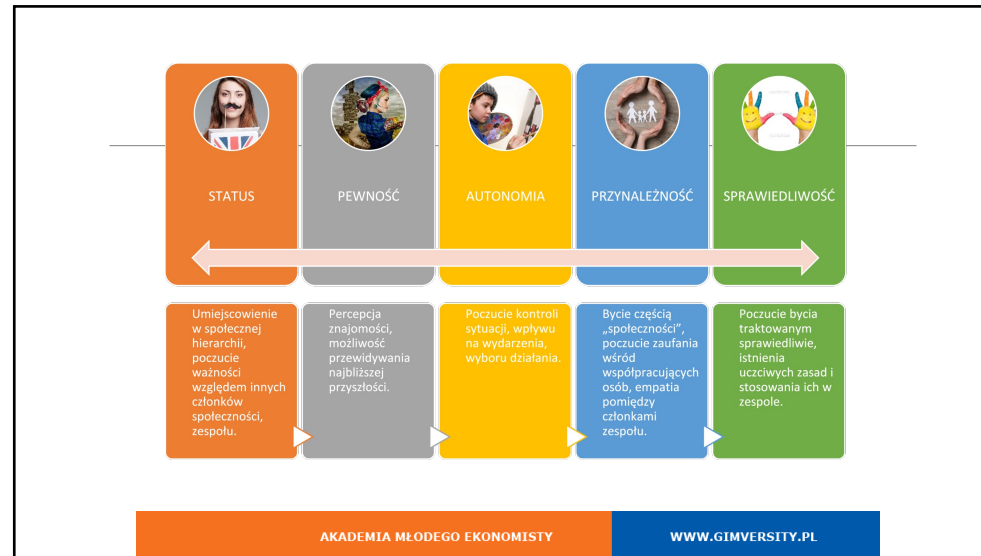 STATUS
PEWNOŚĆ
AUTONOMIA
PRZYNALEŻNOŚĆ
SPRAWIEDLIWOŚĆ
Umiejscowienie
w społecznej
hierarchii,
poczucie
ważności
względem innych
członków
społeczności,
zespołu.
Percepcja
znajomości,
możliwość
przewidywania
najbliższej
przyszłości.
Poczucie kontroli
sytuacji, wpływu
na wydarzenia,
wyboru działania.
Bycie częścią
„społeczności”,
poczucie zaufania
wśród
współpracujących
osób, empatia
pomiędzy
członkami
zespołu.
Poczucie bycia
traktowanym
sprawiedliwie,
istnienia
uczciwych zasad i
stosowania ich w
zespole.
AKADEMIA MŁODEGO EKONOMISTY
WWW.GIMVERSITY.PL